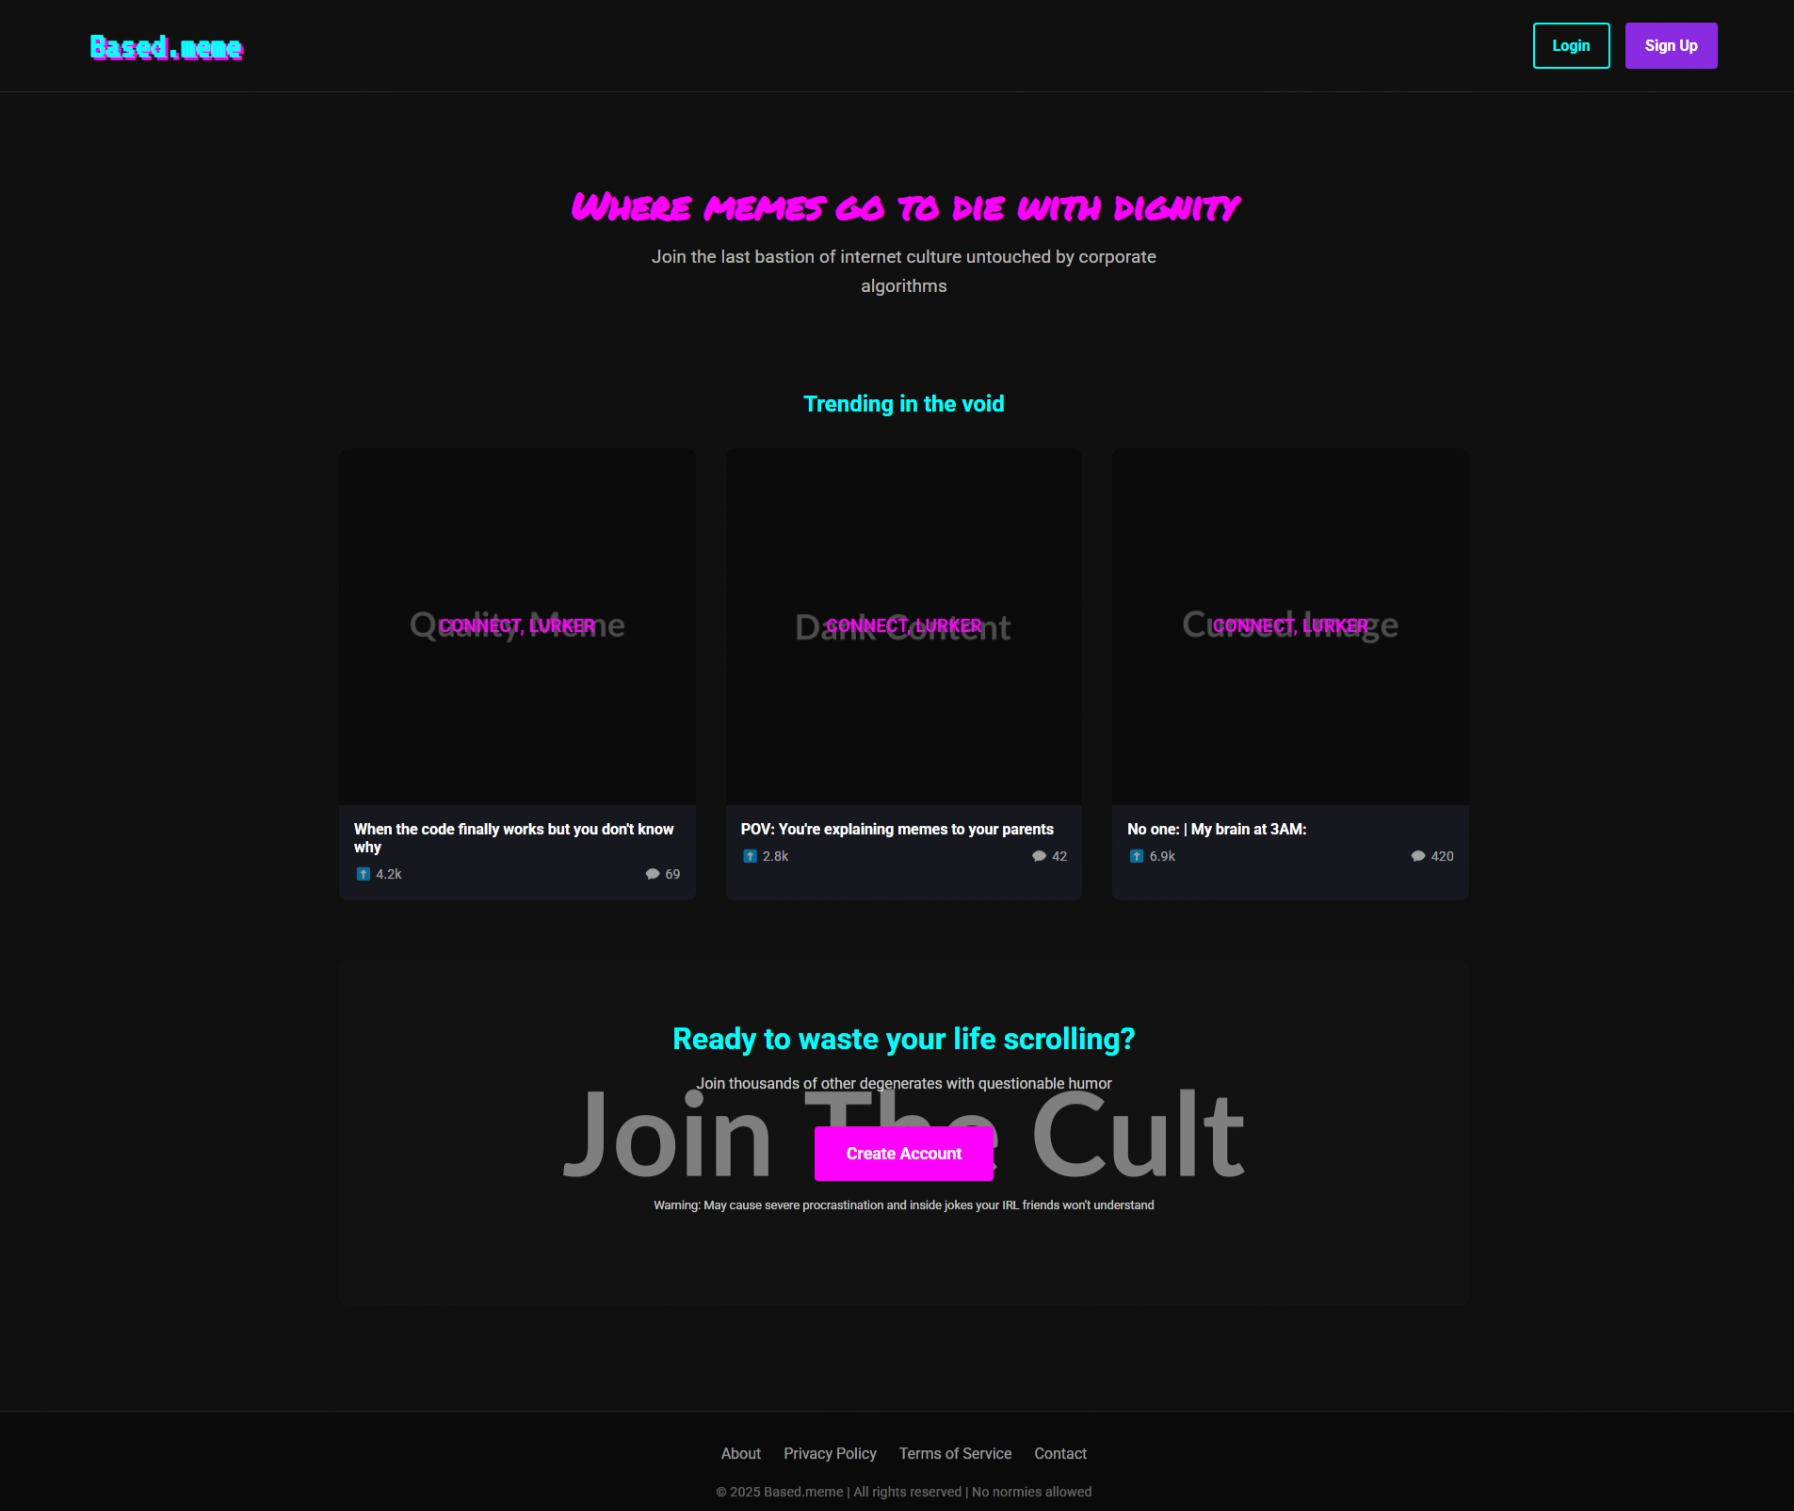 Based.meme
Login
Sign Up
Where memes go to die with dignity
Join the last bastion of internet culture untouched by corporate
algorithms
Trending in the void
Quality Meme
CONNECT, LURKER
Dank Content
CONNECT, LURKER
Cursed Image
CONNECT, LURKER
When the code finally works but you don't know
why
4.2k
69
POV: You're explaining memes to your parents
2.8k
42
No one: | My brain at 3AM:
6.9k
420
Ready to waste your life scrolling?
Join thousands of other degenerates with questionable humor
Join The Cult
Create Account
Warning: May cause severe procrastination and inside jokes your IRL friends won't understand
About
Privacy Policy
Terms of Service
Contact
© 2025 Based.meme | All rights reserved | No normies allowed